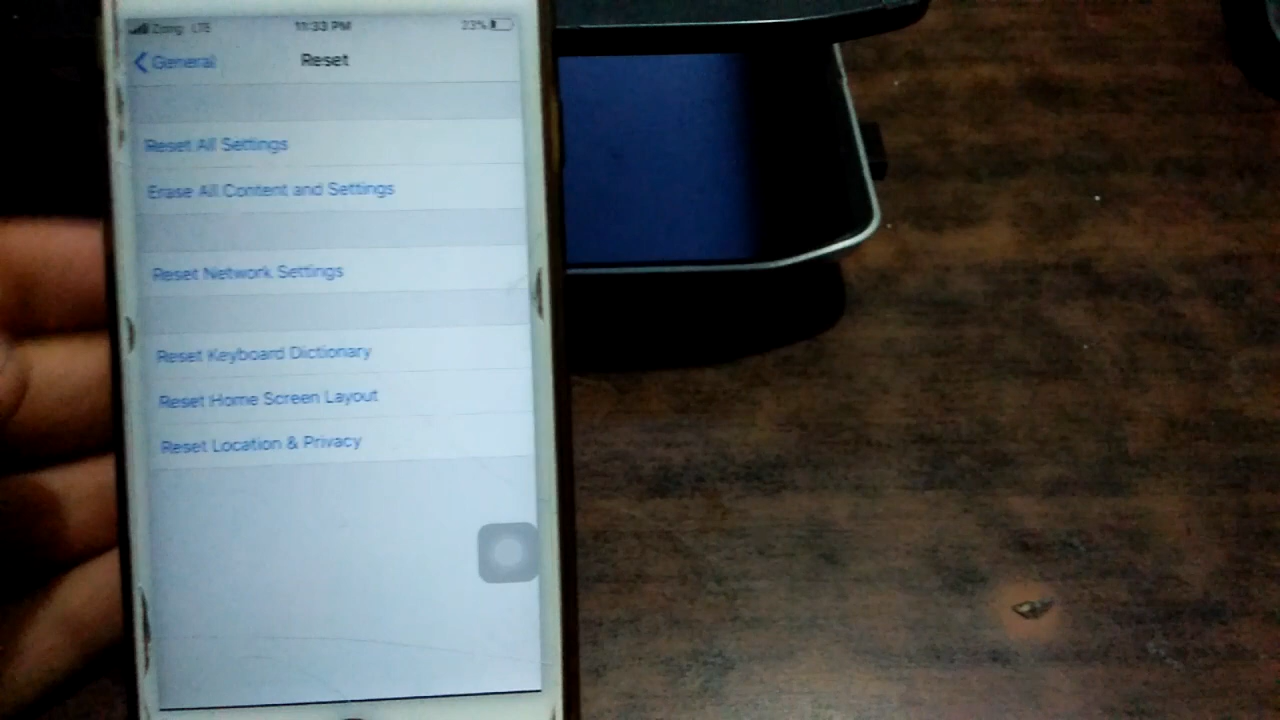 Zong LTE 11:33 PM 23%
General Reset
Reset All Settings
Erase All Content and Settings
Reset Network Settings
Reset Keyboard Dictionary
Reset Home Screen Layout
Reset Location & Privacy